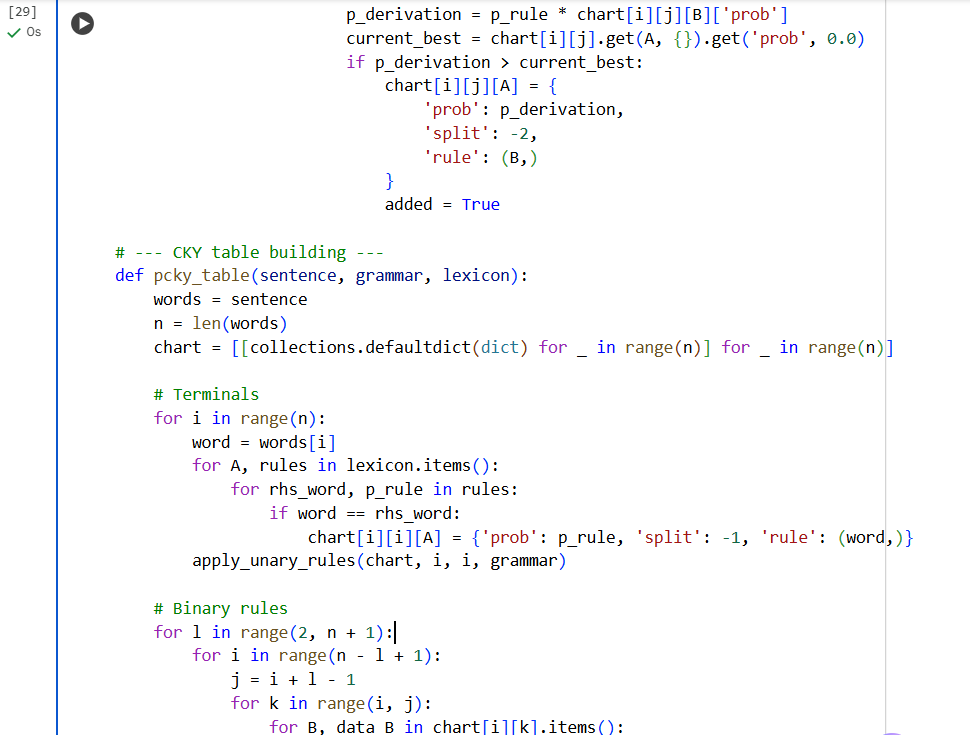 [29]
0s
p_derivation = p_rule * chart[i][j][B]['prob']
current_best = chart[i][j].get(A, {}).get('prob', 0.0)
if p_derivation > current_best:
chart[i][j][A] = {
'prob': p_derivation,
'split': -2,
'rule': (B,)
}
added = True
# --- CKY table building ---
def pcky_table(sentence, grammar, lexicon):
words = sentence
n = len(words)
chart = [[collections.defaultdict(dict) for _ in range(n)] for _ in range(n)]
# Terminals
for i in range(n):
word = words[i]
for A, rules in lexicon.items():
for rhs_word, p_rule in rules:
if word == rhs_word:
chart[i][i][A] = {'prob': p_rule, 'split': -1, 'rule': (word,)}
apply_unary_rules(chart, i, i, grammar)
# Binary rules
for l in range(2, n + 1):
for i in range(n - l + 1):
j = i + l - 1
for k in range(i, j):
for B, data_B in chart[i][k].items():